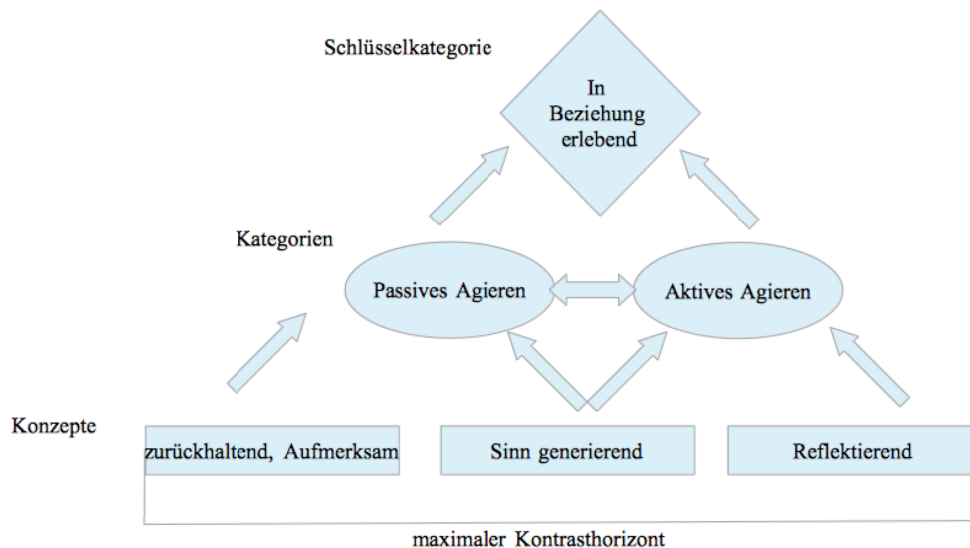 Schlüsselkategorie
In
Beziehung
erlebend
Kategorien
Passives Agieren
Aktives Agieren
Konzepte
zurückhaltend, Aufmerksam
Sinn generierend
Reflektierend
maximaler Kontrasthorizont